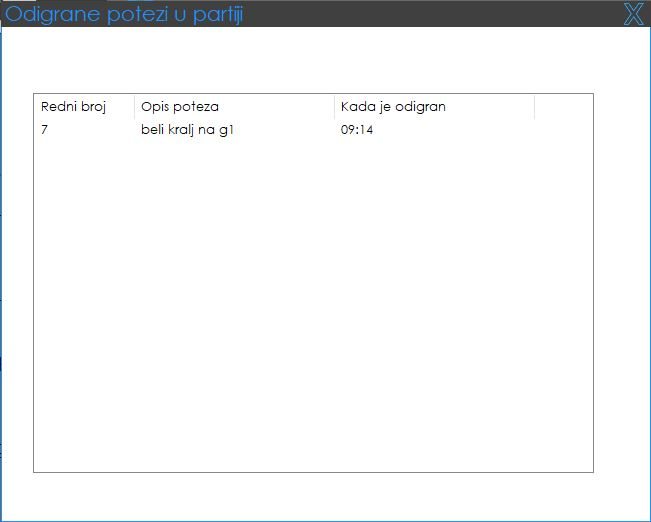 Odigrane potezi u partiji X
Redni broj Opis poteza Kada je odigran
7 beli kralj na g1 09:14